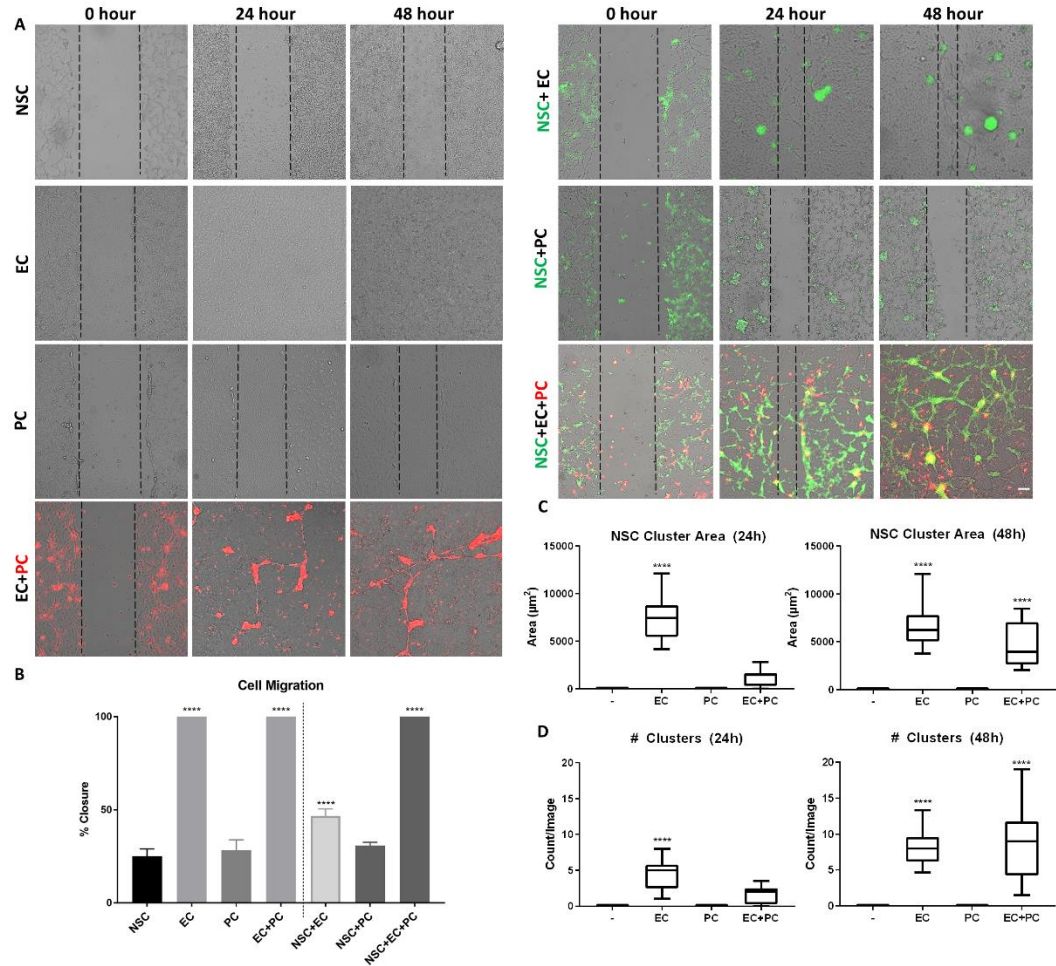 A
0 hour 24 hour 48 hour
NSC
EC
PC
EC+PC
0 hour 24 hour 48 hour
NSC+ EC
NSC+PC
NSC+EC+PC
B
Cell Migration
% Closure
100
50
0
NSC EC PC EC+PC NSC+EC NSC+PC NSC+EC+PC
**** **** **** ****
C
NSC Cluster Area (24h)
Area (µm²)
15000
10000
5000
0
****
- EC PC EC+PC
NSC Cluster Area (48h)
Area (µm²)
15000
10000
5000
0
**** ****
- EC PC EC+PC
D
# Clusters (24h)
Count/Image
20
15
10
5
0
****
- EC PC EC+PC
# Clusters (48h)
Count/Image
20
15
10
5
0
**** ****
- EC PC EC+PC